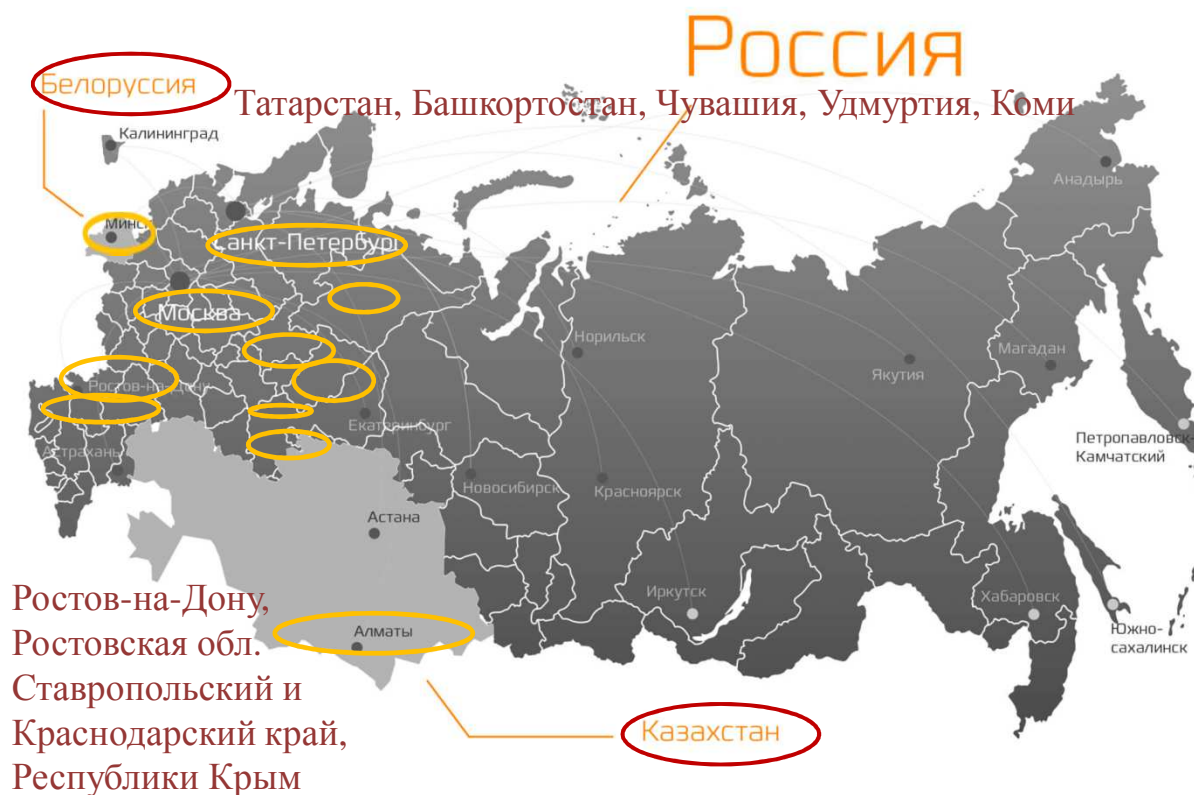 Россия
Белоруссия
Татарстан, Башкортостан, Чувашия, Удмуртия, Коми
Калининград
Анадырь
Минск
Санкт-Петербург
Москва
Норильск
Магадан
Якутия
Ростов-на-Дону
Екатеринбург
Петропавловск-
Камчатский
Астрахань
Новосибирск
Красноярск
Астана
Иркутск
Хабаровск
Южно-
сахалинск
Алматы
Ростов-на-Дону,
Ростовская обл.
Ставропольский и
Краснодарский край,
Республики Крым
Казахстан